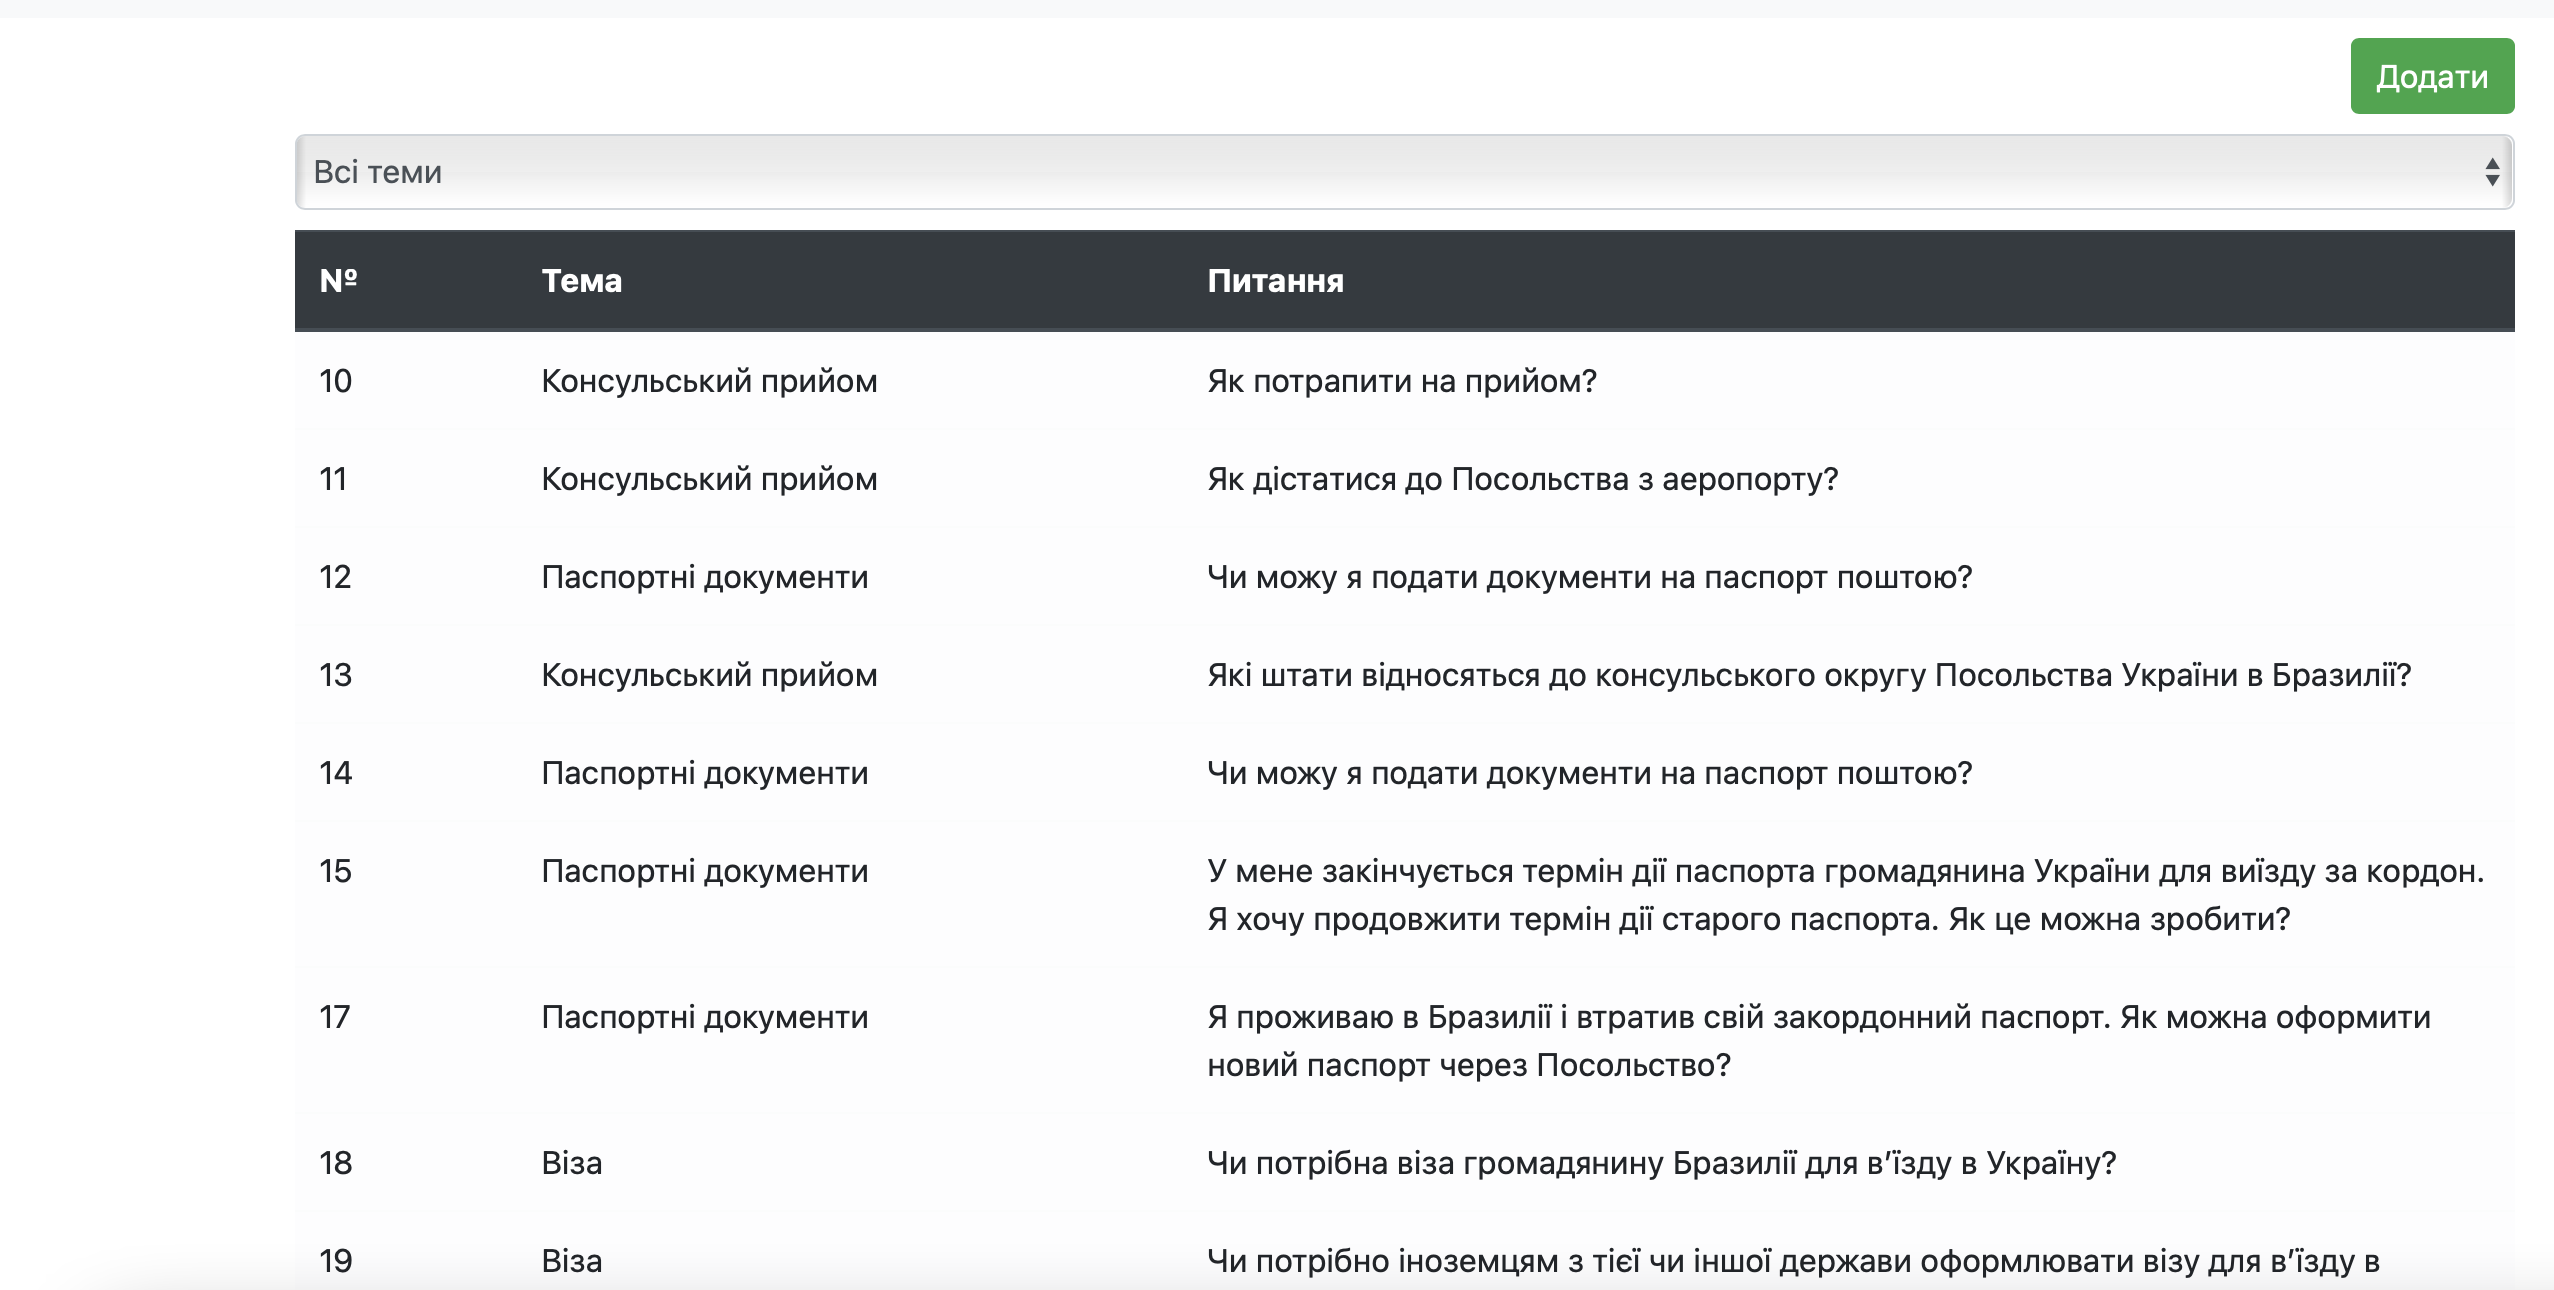 Додати
Всі теми
№ Тема Питання
10 Консульський прийом Як потрапити на прийом?
11 Консульський прийом Як дістатися до Посольства з аеропорту?
12 Паспортні документи Чи можу я подати документи на паспорт поштою?
13 Консульський прийом Які штати відносяться до консульського округу Посольства України в Бразилії?
14 Паспортні документи Чи можу я подати документи на паспорт поштою?
15 Паспортні документи У мене закінчується термін дії паспорта громадянина України для виїзду за кордон.
Я хочу продовжити термін дії старого паспорта. Як це можна зробити?
17 Паспортні документи Я проживаю в Бразилії і втратив свій закордонний паспорт. Як можна оформити
новий паспорт через Посольство?
18 Віза Чи потрібна віза громадянину Бразилії для в’їзду в Україну?
19 Віза Чи потрібно іноземцям з тієї чи іншої держави оформлювати візу для в’їзду в